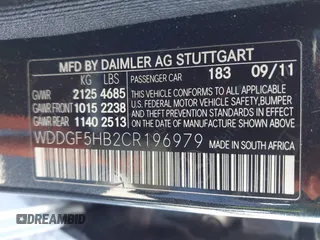 MFD BY DAIMLER AG STUTTGART
KG LBS PASSENGER CAR 183 09/11
GVWR 2125 4685 THIS VEHICLE CONFORMS TO ALL APPLICABLE
GAWR FRONT 1015 2238 FEDERAL MOTOR VEHICLE SAFETY, BUMPER,
GAWR REAR 1140 2513 AND THEFT PREVENTION STANDARDS IN EFFECT
ON THE DATE OF MANUFACTURE SHOWN ABOVE.
WDDGF5HB2CR196979
MADE IN SOUTH AFRICA
DREAMBID